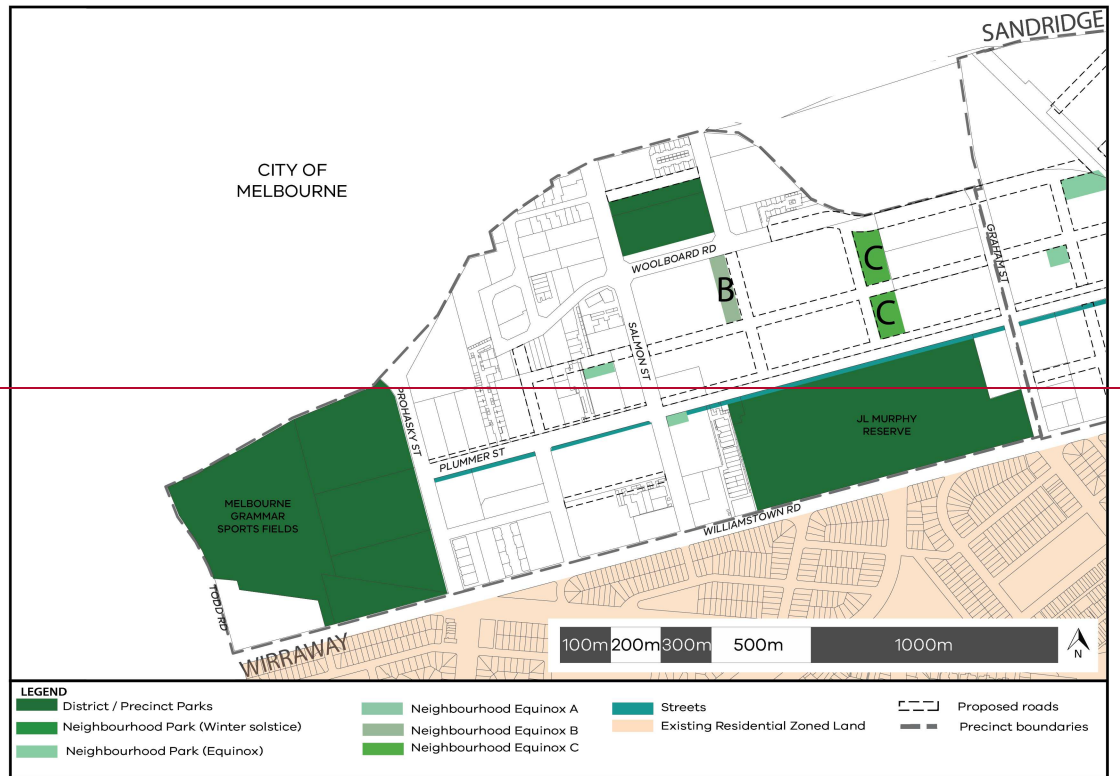 SANDRIDGE
CITY OF
MELBOURNE
WOOLBOARD RD
GRAHAM ST
C
B
C
SALMON ST
PROHASKY ST
JL MURPHY
RESERVE
PLUMMER ST
MELBOURNE
GRAMMAR
SPORTS FIELDS
WILLIAMSTOWN RD
TODD RD
WIRRAWAY
100m 200m 300m 500m 1000m
N
LEGEND
District / Precinct Parks
Neighbourhood Park (Winter solstice)
Neighbourhood Park (Equinox)
Neighbourhood Equinox A
Neighbourhood Equinox B
Neighbourhood Equinox C
Streets
Existing Residential Zoned Land
Proposed roads
Precinct boundaries